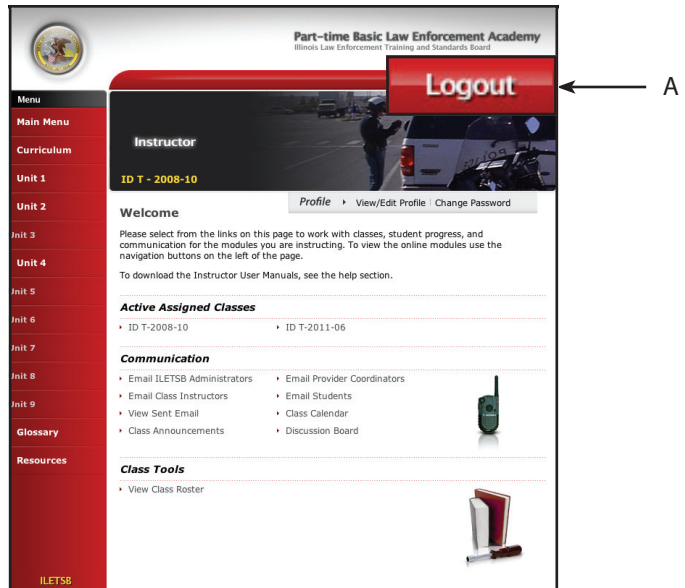 Part-time Basic Law Enforcement Academy
Illinois Law Enforcement Training and Standards Board
Logout
A
Menu
Main Menu
Curriculum
Unit 1
Unit 2
Unit 3
Unit 4
Unit 5
Unit 6
Unit 7
Unit 8
Unit 9
Glossary
Resources
ILETSB
Instructor
ID T - 2008-10
Profile View/Edit Profile | Change Password
Welcome
Please select from the links on this page to work with classes, student progress, and
communication for the modules you are instructing. To view the online modules use the
navigation buttons on the left of the page.
To download the Instructor User Manuals, see the help section.
Active Assigned Classes
ID T-2008-10 ID T-2011-06
Communication
Email ILETSB Administrators Email Provider Coordinators
Email Class Instructors Email Students
View Sent Email Class Calendar
Class Announcements Discussion Board
Class Tools
View Class Roster